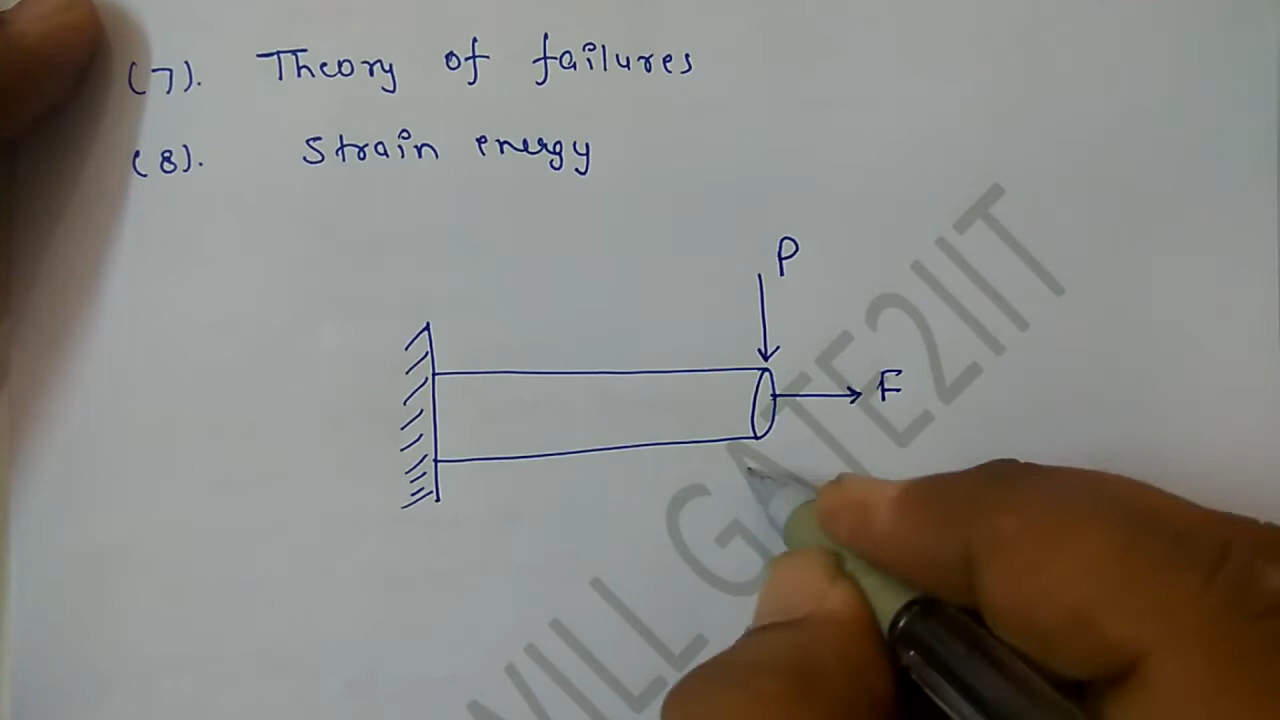 (7). Theory of failures
(8). Strain energy
P
F
WILL GATE2IIT